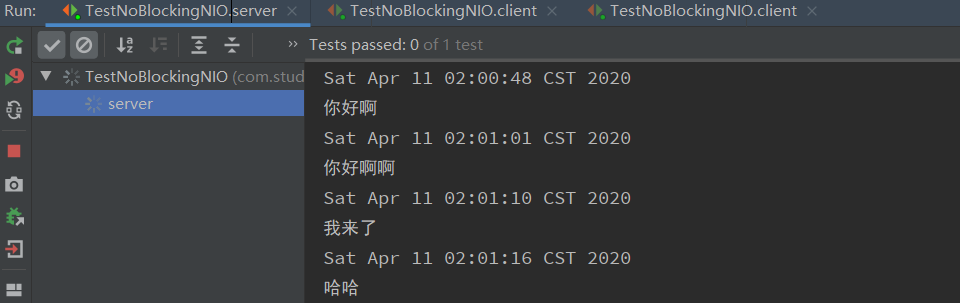 Run: TestNoBlockingNIO.server × TestNoBlockingNIO.client × TestNoBlockingNIO.client ×
» Tests passed: 0 of 1 test
TestNoBlockingNIO (com.stud
server
Sat Apr 11 02:00:48 CST 2020
你好啊
Sat Apr 11 02:01:01 CST 2020
你好啊啊
Sat Apr 11 02:01:10 CST 2020
我来了
Sat Apr 11 02:01:16 CST 2020
哈哈